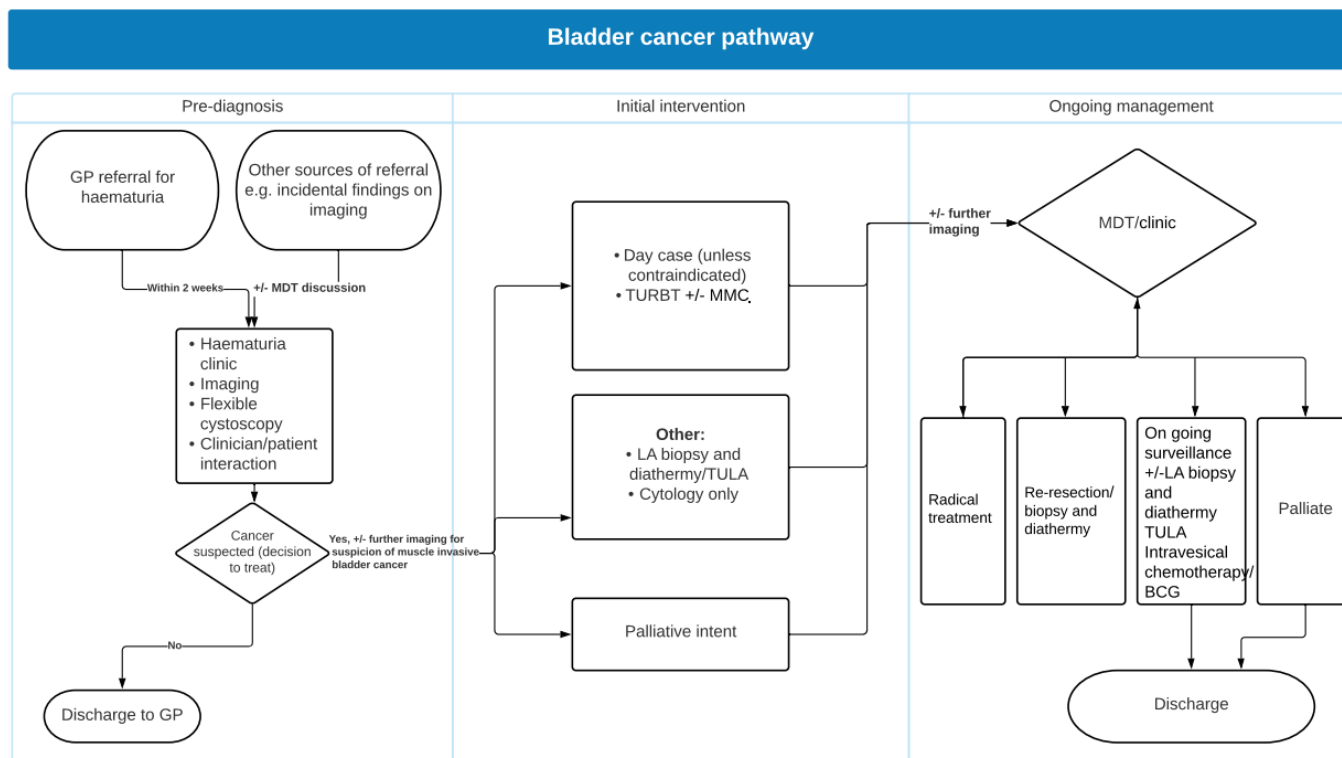 Bladder cancer pathway
Pre-diagnosis
Initial intervention
Ongoing management
GP referral for
haematuria
Other sources of referral
e.g. incidental findings on
imaging
Within 2 weeks
+/- MDT discussion
• Haematuria
clinic
• Imaging
• Flexible
cystoscopy
• Clinician/patient
interaction
Cancer
suspected (decision
to treat)
Yes, +/- further imaging for
suspicion of muscle invasive
bladder cancer
No
Discharge to GP
• Day case (unless
contraindicated)
• TURBT +/- MMC.
Other:
• LA biopsy and
diathermy/TULA
• Cytology only
Palliative intent
+/- further
imaging
MDT/clinic
Radical
treatment
Re-resection/
biopsy and
diathermy
On going
surveillance
+/-LA biopsy
and
diathermy
TULA
Intravesical
chemotherapy/
BCG
Palliate
Discharge